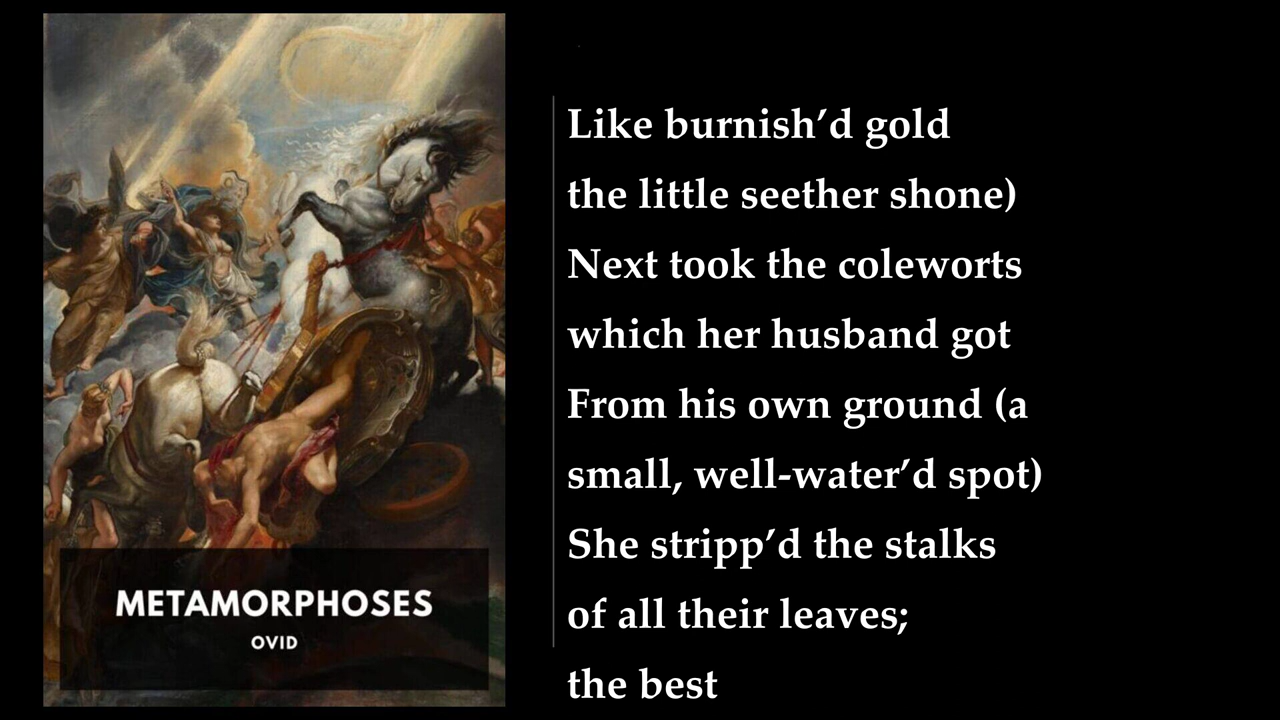 METAMORPHOSES
OVID
Like burnish’d gold
the little seether shone)
Next took the coleworts
which her husband got
From his own ground (a
small, well-water’d spot)
She stripp’d the stalks
of all their leaves;
the best